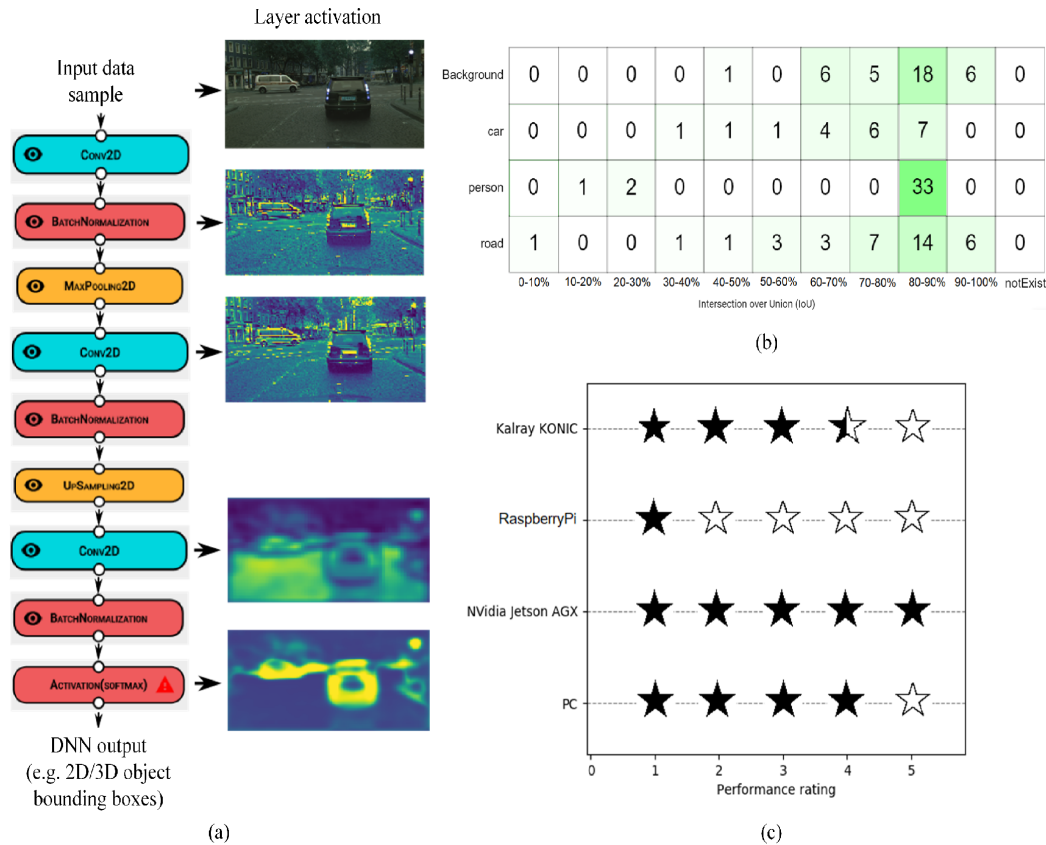 Layer activation
Input data
sample
CONV2D
BATCHNORMALIZATION
MAXPOOLING2D
CONV2D
BATCHNORMALIZATION
UPSAMPLING2D
CONV2D
BATCHNORMALIZATION
ACTIVATION(SOFTMAX)
DNN output
(e.g. 2D/3D object
bounding boxes)
(a)
Background 0 0 0 0 1 0 6 5 18 6 0
car 0 0 0 1 1 1 4 6 7 0 0
person 0 1 2 0 0 0 0 0 33 0 0
road 1 0 0 1 1 3 3 7 14 6 0
0-10% 10-20% 20-30% 30-40% 40-50% 50-60% 60-70% 70-80% 80-90% 90-100% notExist
Intersection over Union (IoU)
(b)
Kalray KONIC
RaspberryPi
NVidia Jetson AGX
PC
0 1 2 3 4 5
Performance rating
(c)